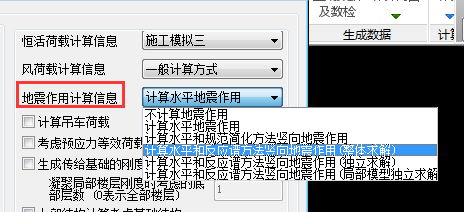 及数检
生成数据
计算
恒活荷载计算信息
施工模拟三
风荷载计算信息
一般计算方式
地震作用计算信息
计算水平地震作用
不计算地震作用
计算水平地震作用
计算水平和规范简化方法竖向地震作用
计算水平和反应谱方法竖向地震作用(整体求解)
计算水平和反应谱方法竖向地震作用(独立求解)
计算水平和反应谱方法竖向地震作用(局部模型独立求解
计算吊车荷载
考虑预应力等效荷载
生成传给基础的刚度
凝聚局部楼层刚度时考虑的底
部层数(0表示全部楼层)
1